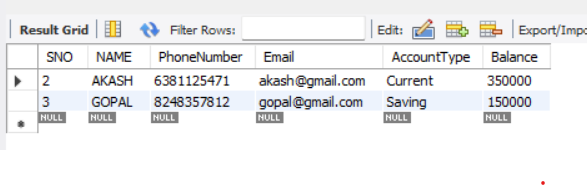 Result Grid Filter Rows: Edit: Export/Impo
SNO NAME PhoneNumber Email AccountType Balance
2 AKASH 6381125471 akash@gmail.com Current 350000
3 GOPAL 8248357812 gopal@gmail.com Saving 150000
NULL NULL NULL NULL NULL NULL